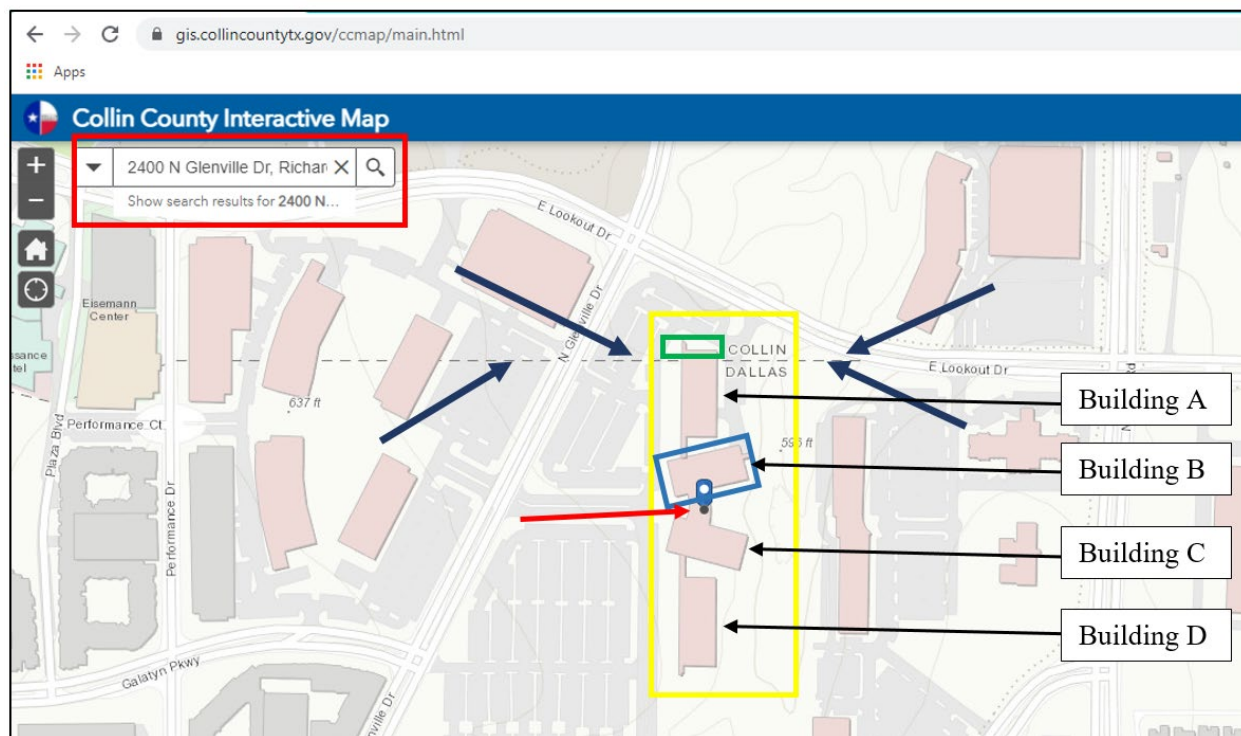 gis.collincountytx.gov/ccmap/main.html
Apps
Collin County Interactive Map
2400 N Glenville Dr, Richar
Show search results for 2400 N...
E Lookout Dr
Eisemann
Center
N Glenville Dr
COLLIN
DALLAS
E Lookout Dr
637 ft
Performance Ct
Plaza Blvd
Performance Dr
Building A
Building B
Building C
Building D
Galatyn Pkwy